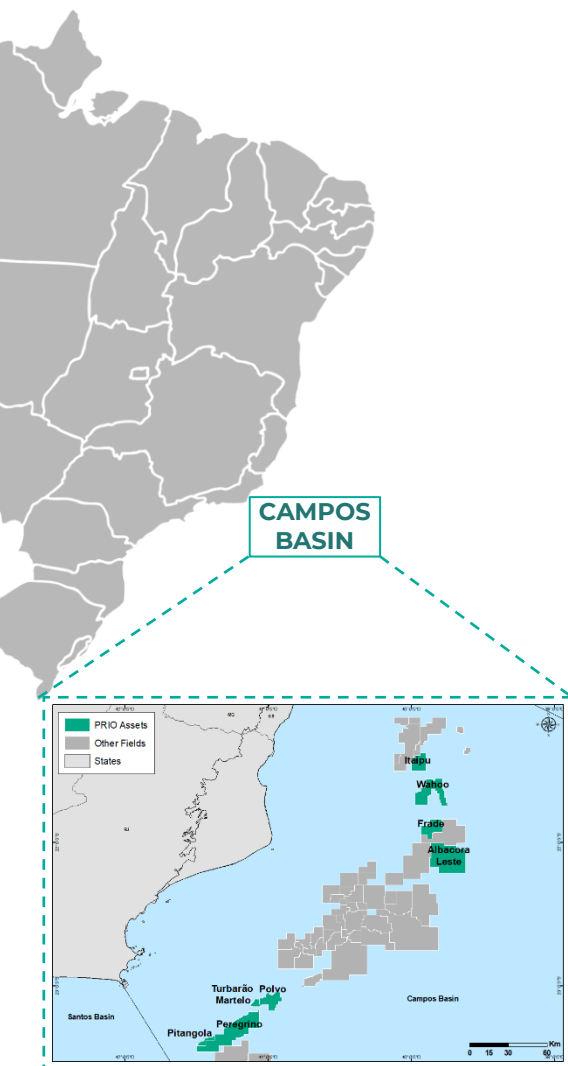 CAMPOS
BASIN
PRIO Assets
Other Fields
States
MG
Itaipu
Wahoo
Frade
Albacora
Leste
Turbarão
Martelo
Polvo
Peregrino
Pitangola
Campos Basin
Santos Basin
Km
0 15 30 60